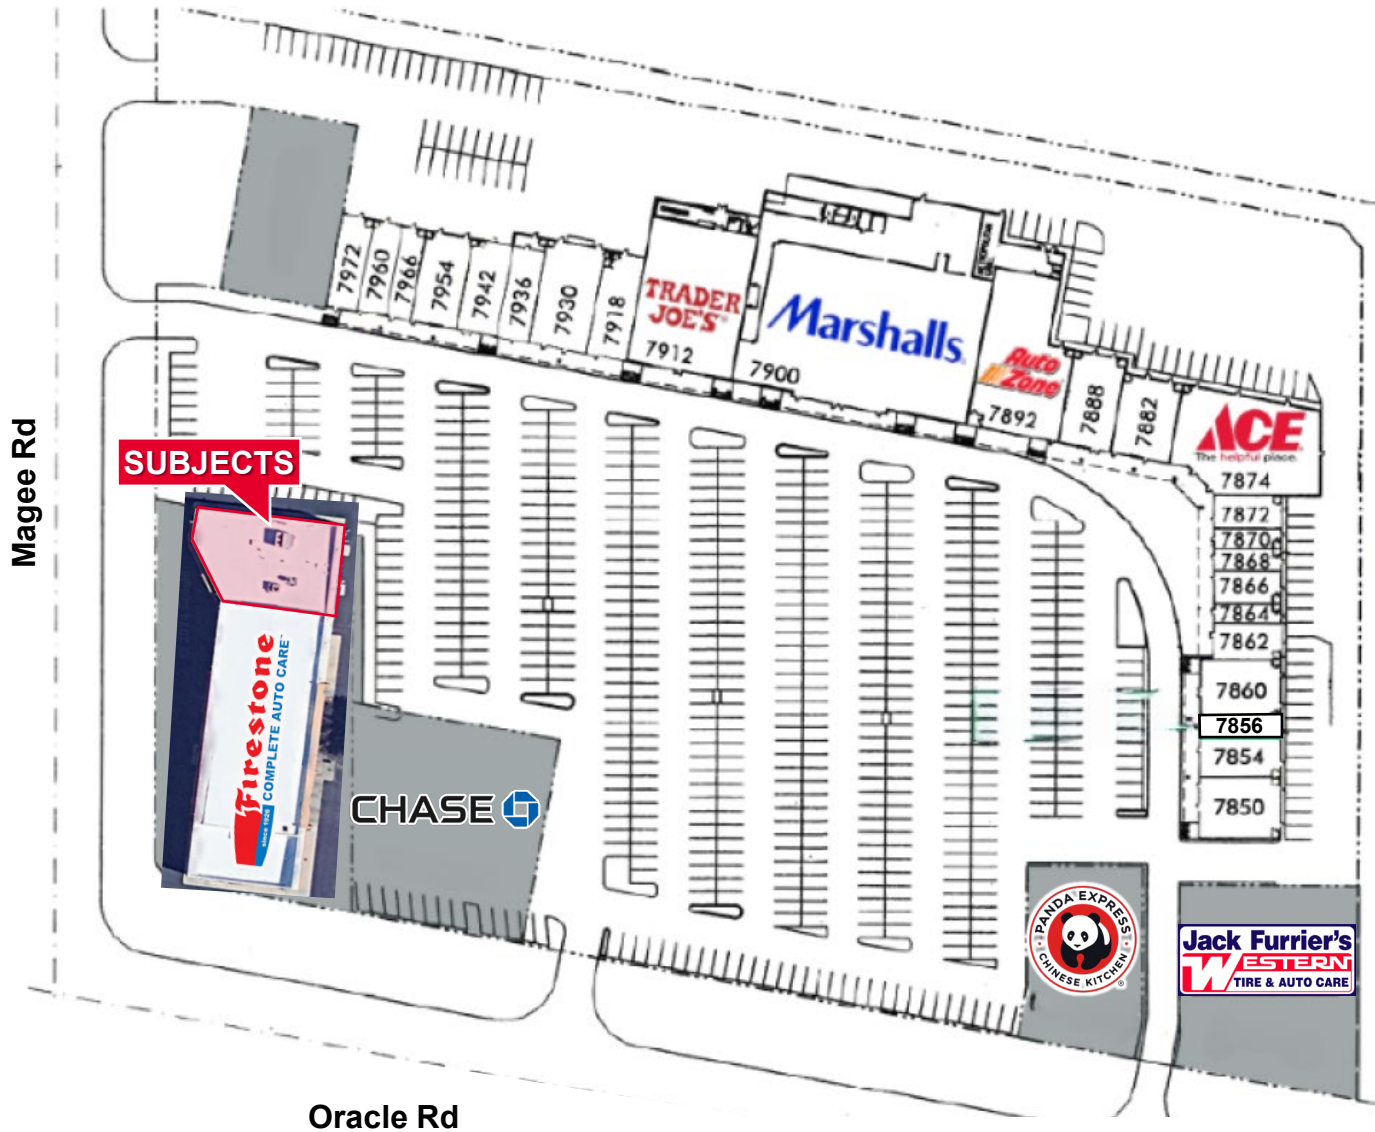 7972
7960
7966
7954
7942
7936
7930
7918
TRADER
JOE'S
7912
Marshalls
7900
Auto
Zone
7892
7888
7882
ACE
The helpful place.
7874
7872
7870
7868
7866
7864
7862
7860
7856
7854
7850
Magee Rd
SUBJECTS
Firestone
COMPLETE AUTO CARE
since 1926
CHASE
PANDA EXPRESS
CHINESE KITCHEN
Jack Furrier's
WESTERN
TIRE & AUTO CARE
Oracle Rd